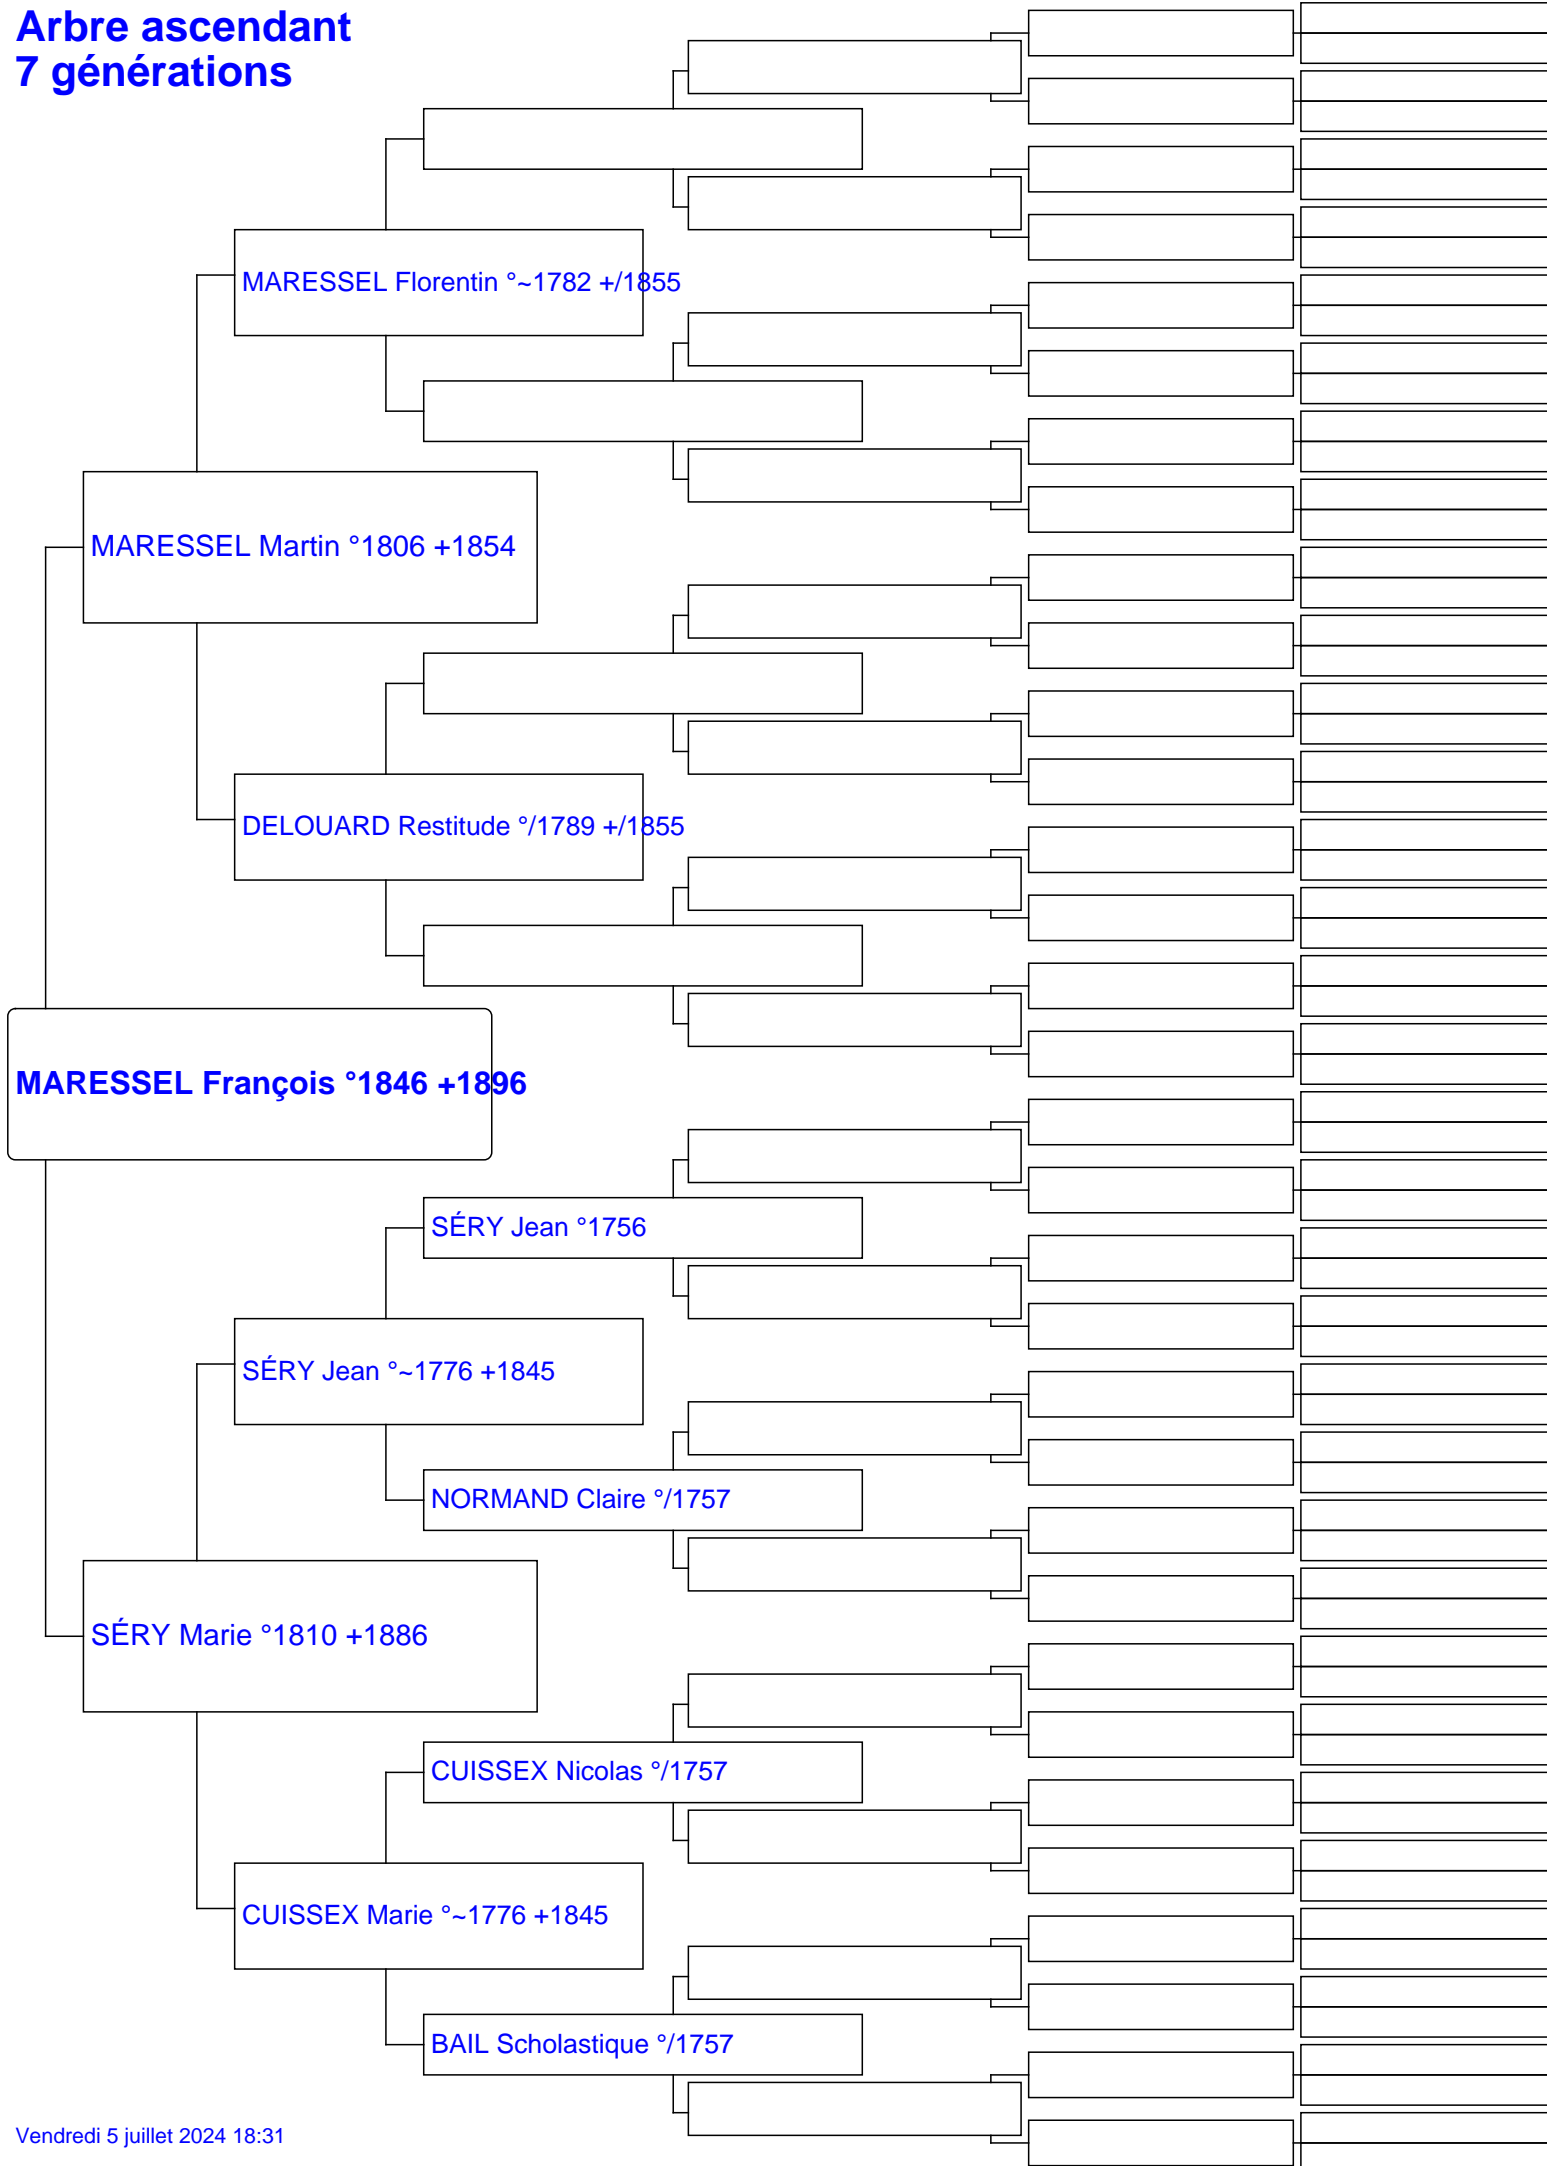 Arbre ascendant
7 générations
MARESSEL Florentin °~1782 +/1855
MARESSEL Martin °1806 +1854
DELOUARD Restitude °/1789 +/1855
MARESSEL François °1846 +1896
SÉRY Jean °1756
SÉRY Jean °~1776 +1845
NORMAND Claire °/1757
SÉRY Marie °1810 +1886
CUISSEX Nicolas °/1757
CUISSEX Marie °~1776 +1845
BAIL Scholastique °/1757
Vendredi 5 juillet 2024 18:31